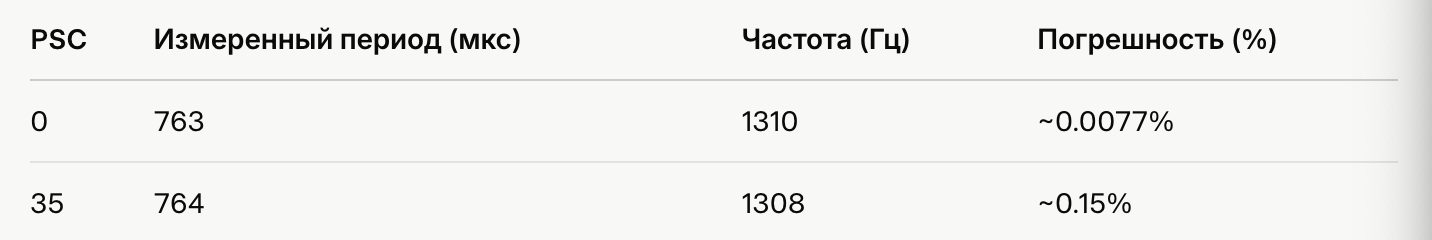 PSC Измеренный период (мкс) Частота (Гц) Погрешность (%)
0 763 1310 ~0.0077%
35 764 1308 ~0.15%